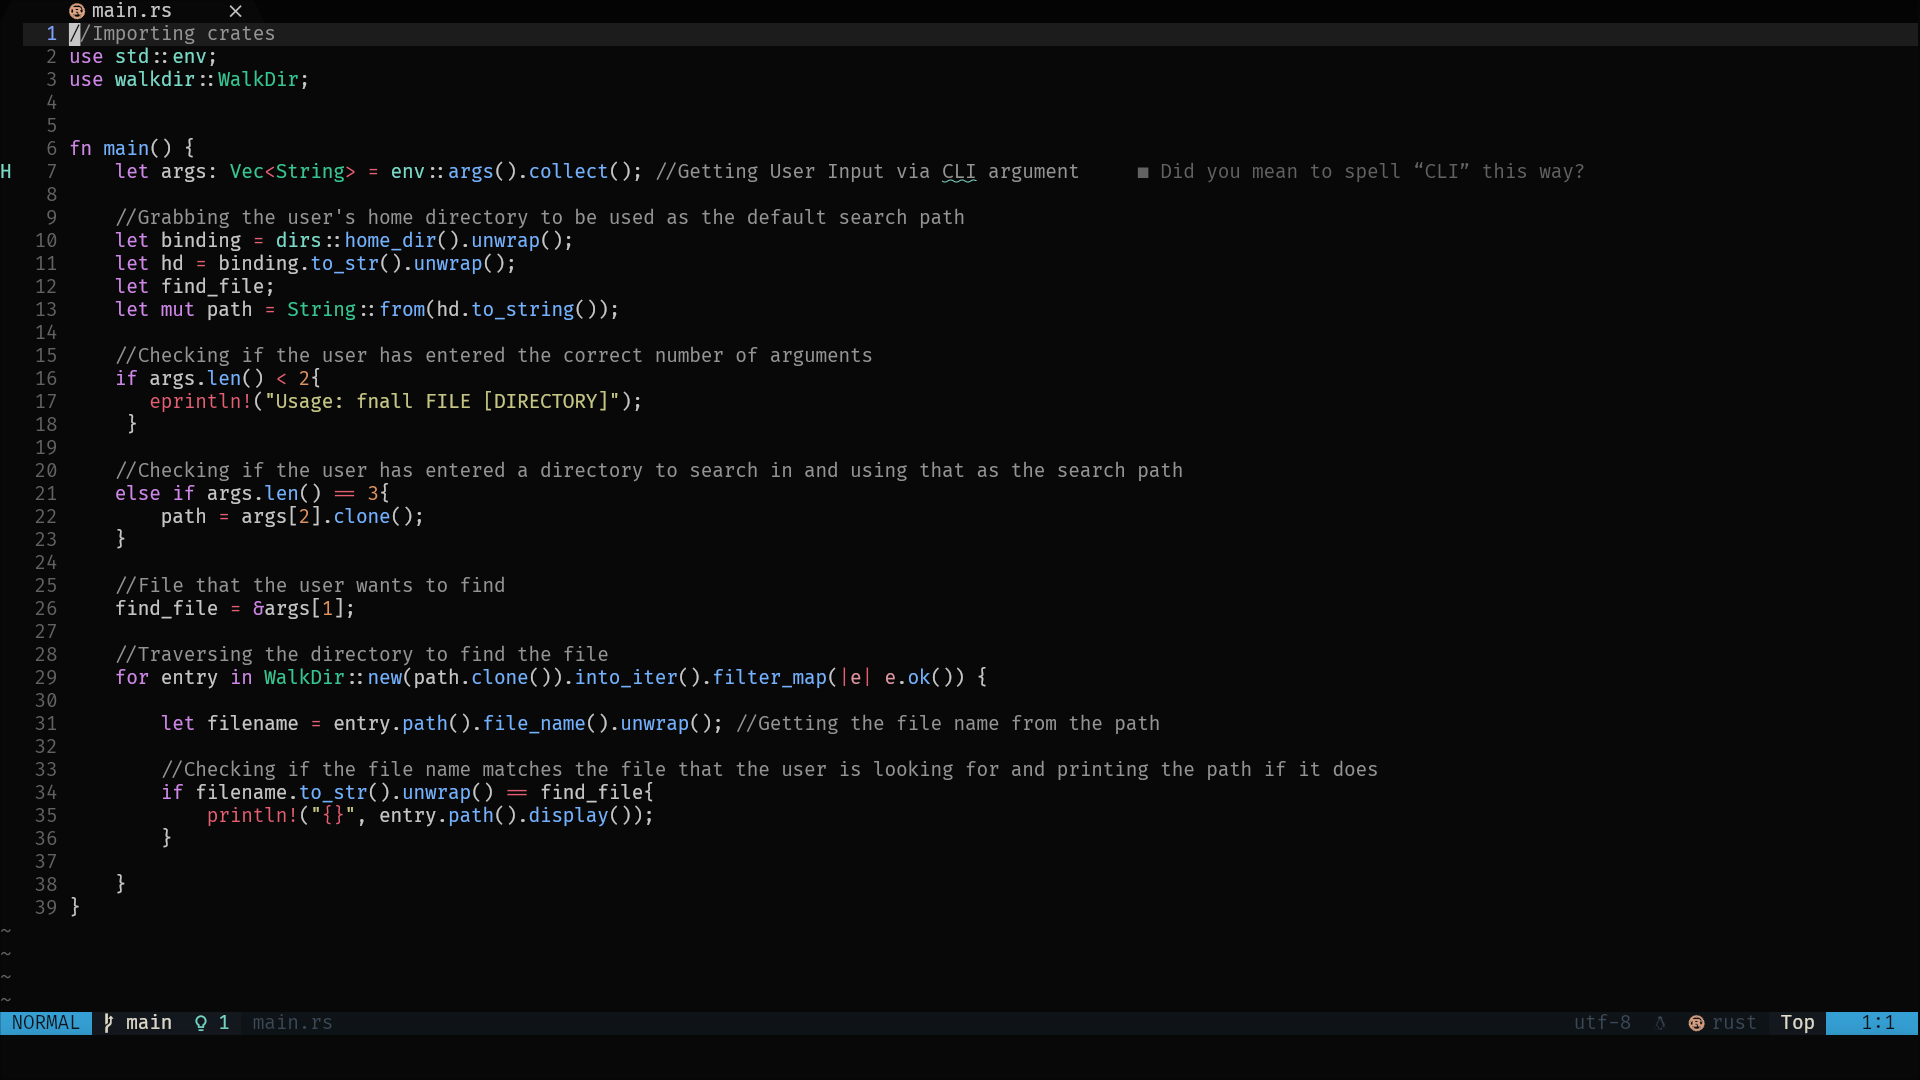 main.rs ×
1 //Importing crates
2 use std::env;
3 use walkdir::WalkDir;
4
5
6 fn main() {
H 7     let args: Vec<String> = env::args().collect(); //Getting User Input via CLI argument     ■ Did you mean to spell “CLI” this way?
8
9     //Grabbing the user's home directory to be used as the default search path
10     let binding = dirs::home_dir().unwrap();
11     let hd = binding.to_str().unwrap();
12     let find_file;
13     let mut path = String::from(hd.to_string());
14
15     //Checking if the user has entered the correct number of arguments
16     if args.len() < 2{
17        eprintln!("Usage: fnall FILE [DIRECTORY]");
18      }
19
20     //Checking if the user has entered a directory to search in and using that as the search path
21     else if args.len() == 3{
22         path = args[2].clone();
23     }
24
25     //File that the user wants to find
26     find_file = &args[1];
27
28     //Traversing the directory to find the file
29     for entry in WalkDir::new(path.clone()).into_iter().filter_map(|e| e.ok()) {
30
31         let filename = entry.path().file_name().unwrap(); //Getting the file name from the path
32
33         //Checking if the file name matches the file that the user is looking for and printing the path if it does
34         if filename.to_str().unwrap() == find_file{
35             println!("{}", entry.path().display());
36         }
37
38     }
39 }
~
~
~
~
NORMAL main 1 main.rs utf-8 rust Top 1:1